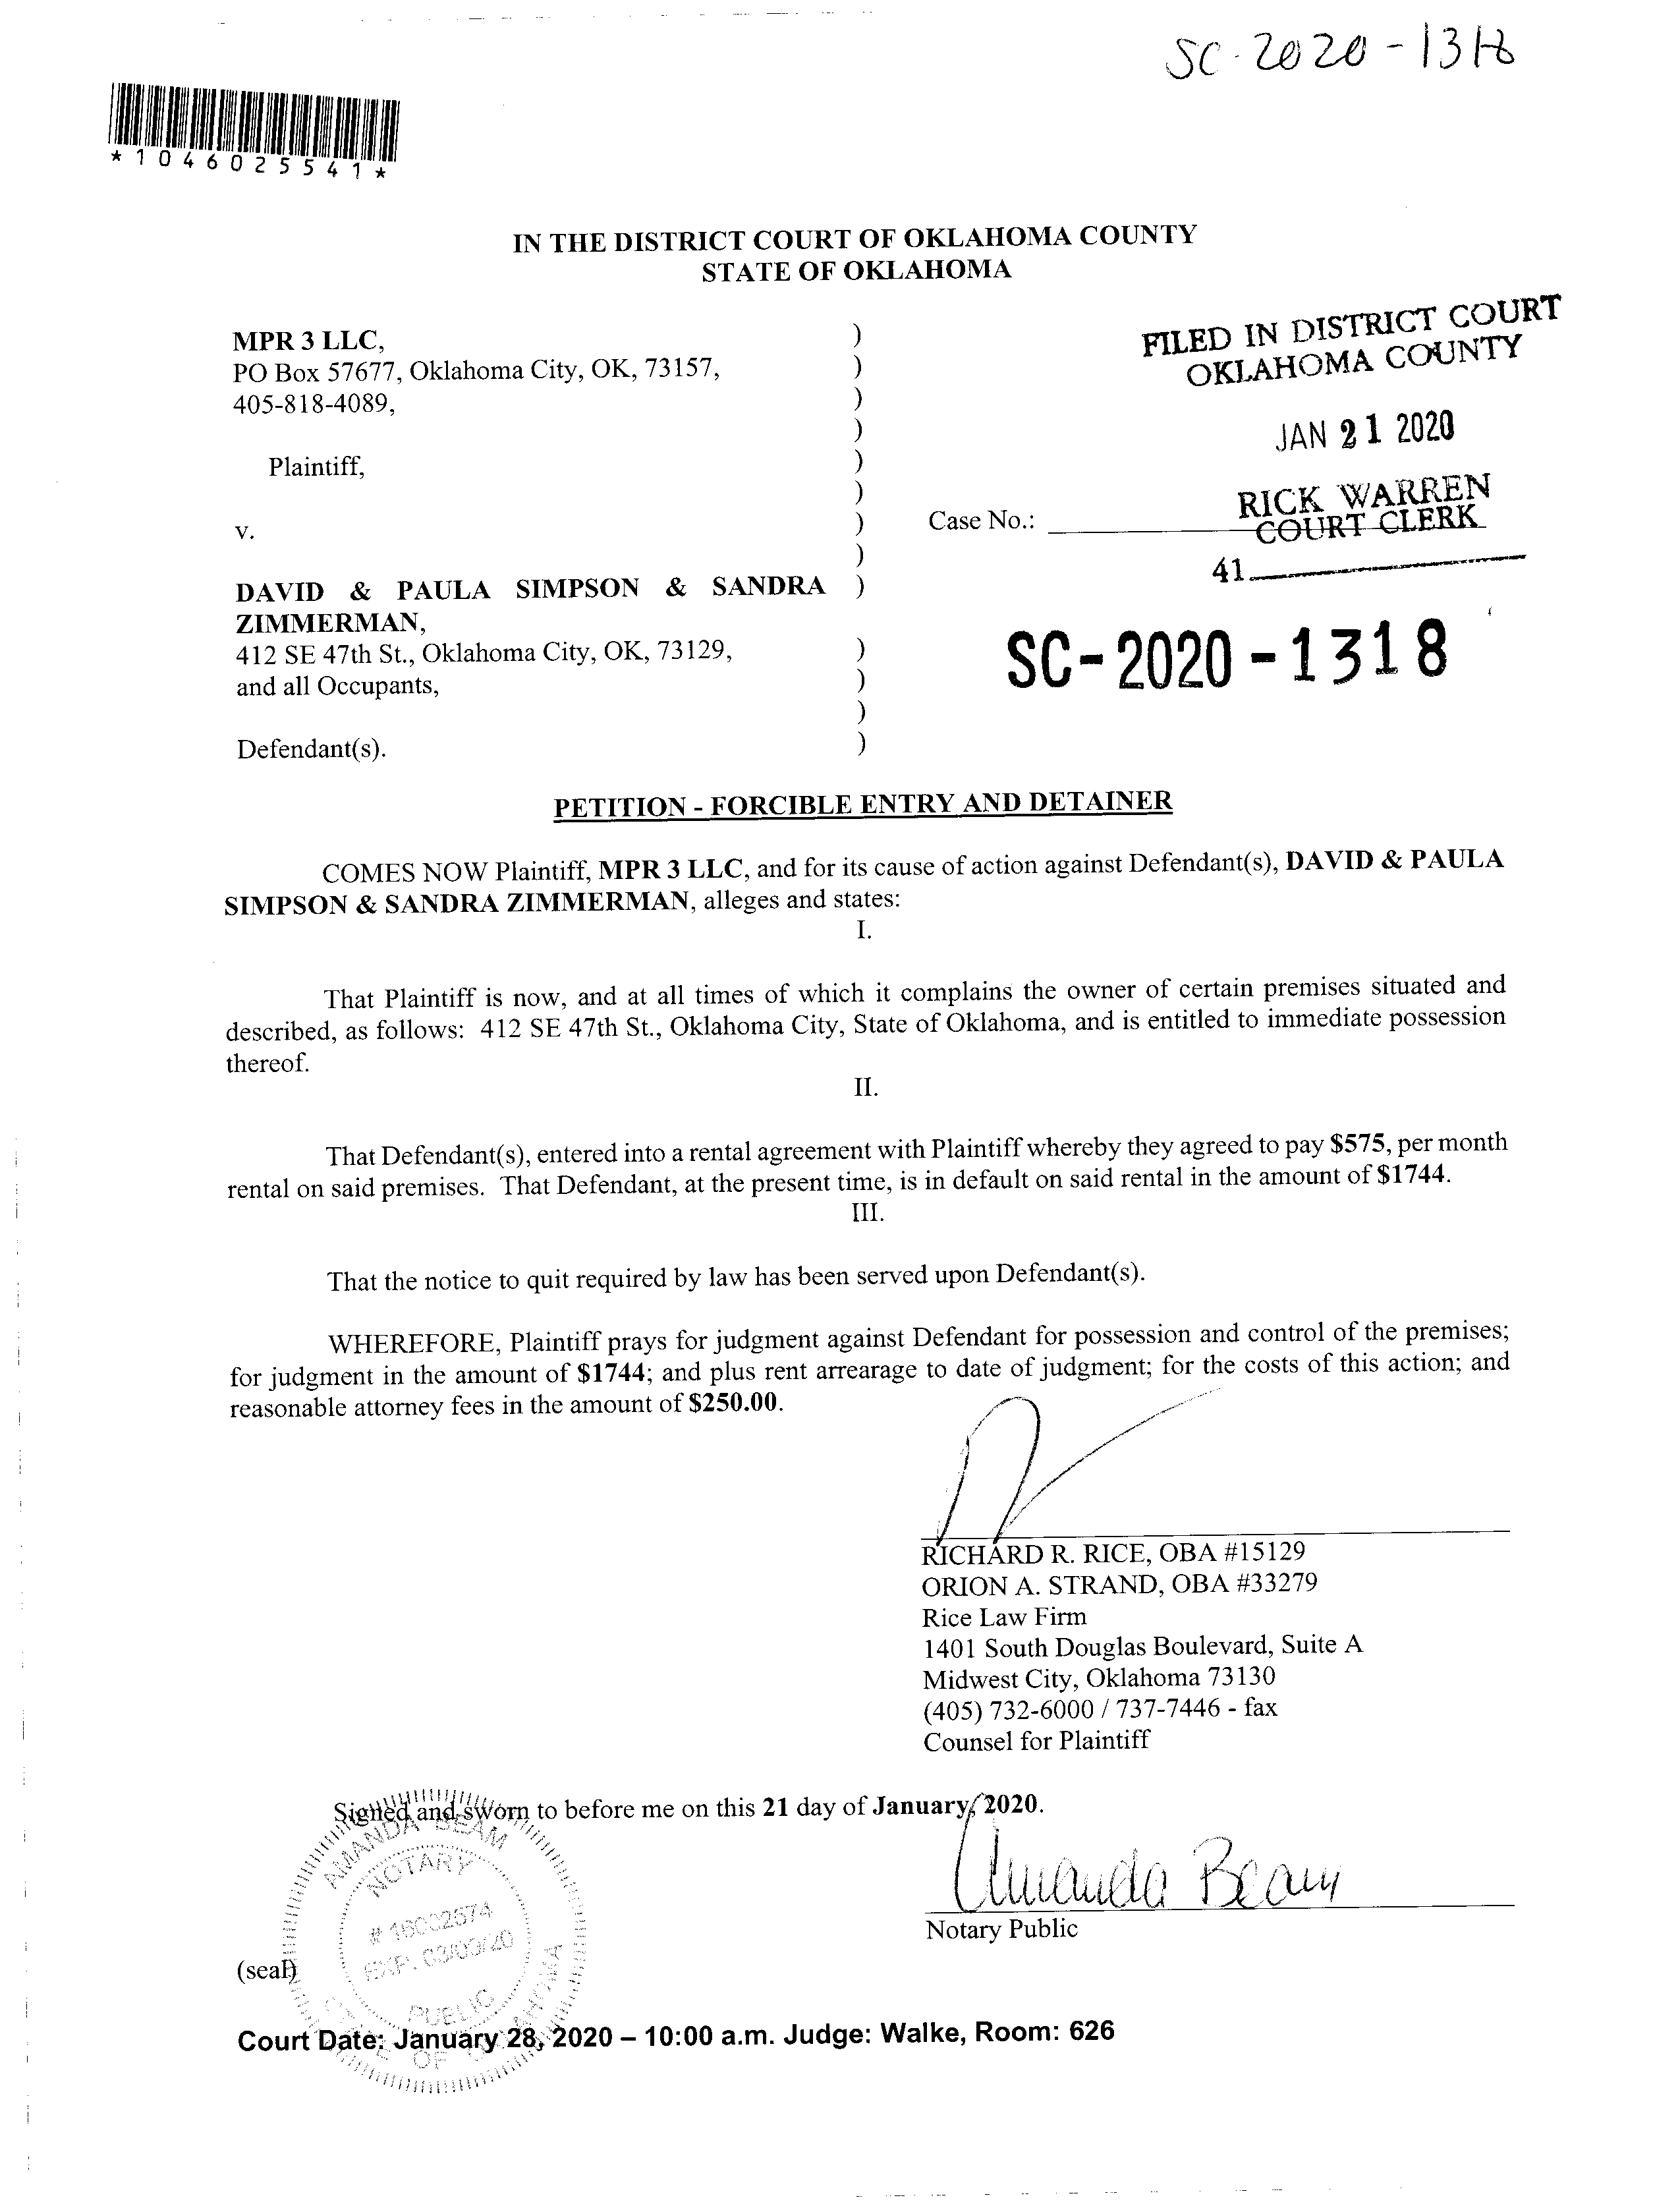 SC-2020-1318
*1046025541*
IN THE DISTRICT COURT OF OKLAHOMA COUNTY
STATE OF OKLAHOMA
MPR 3 LLC,
PO Box 57677, Oklahoma City, OK, 73157,
405-818-4089,
Plaintiff,
v.
DAVID & PAULA SIMPSON & SANDRA
ZIMMERMAN,
412 SE 47th St., Oklahoma City, OK, 73129,
and all Occupants,
Defendant(s).
)
)
)
)
)
)
)
)
)
)
)
)
)
FILED IN DISTRICT COURT
OKLAHOMA COUNTY
JAN 21 2020
RICK WARREN
COURT CLERK
Case No.:
41
SC-2020-1318
PETITION - FORCIBLE ENTRY AND DETAINER
COMES NOW Plaintiff, MPR 3 LLC, and for its cause of action against Defendant(s), DAVID & PAULA
SIMPSON & SANDRA ZIMMERMAN, alleges and states:
I.
That Plaintiff is now, and at all times of which it complains the owner of certain premises situated and
described, as follows: 412 SE 47th St., Oklahoma City, State of Oklahoma, and is entitled to immediate possession
thereof.
II.
That Defendant(s), entered into a rental agreement with Plaintiff whereby they agreed to pay $575, per month
rental on said premises. That Defendant, at the present time, is in default on said rental in the amount of $1744.
III.
That the notice to quit required by law has been served upon Defendant(s).
WHEREFORE, Plaintiff prays for judgment against Defendant for possession and control of the premises;
for judgment in the amount of $1744; and plus rent arrearage to date of judgment; for the costs of this action; and
reasonable attorney fees in the amount of $250.00.
RICHARD R. RICE, OBA #15129
ORION A. STRAND, OBA #33279
Rice Law Firm
1401 South Douglas Boulevard, Suite A
Midwest City, Oklahoma 73130
(405) 732-6000 / 737-7446 - fax
Counsel for Plaintiff
Signed and sworn to before me on this 21 day of January, 2020.
Amanda Beam
Notary Public
AMANDA BEAM
NOTARY
# 16002574
EXP.
PUBLIC
STATE OF OKLAHOMA
(seal)
Court Date: January 28, 2020 – 10:00 a.m. Judge: Walke, Room: 626